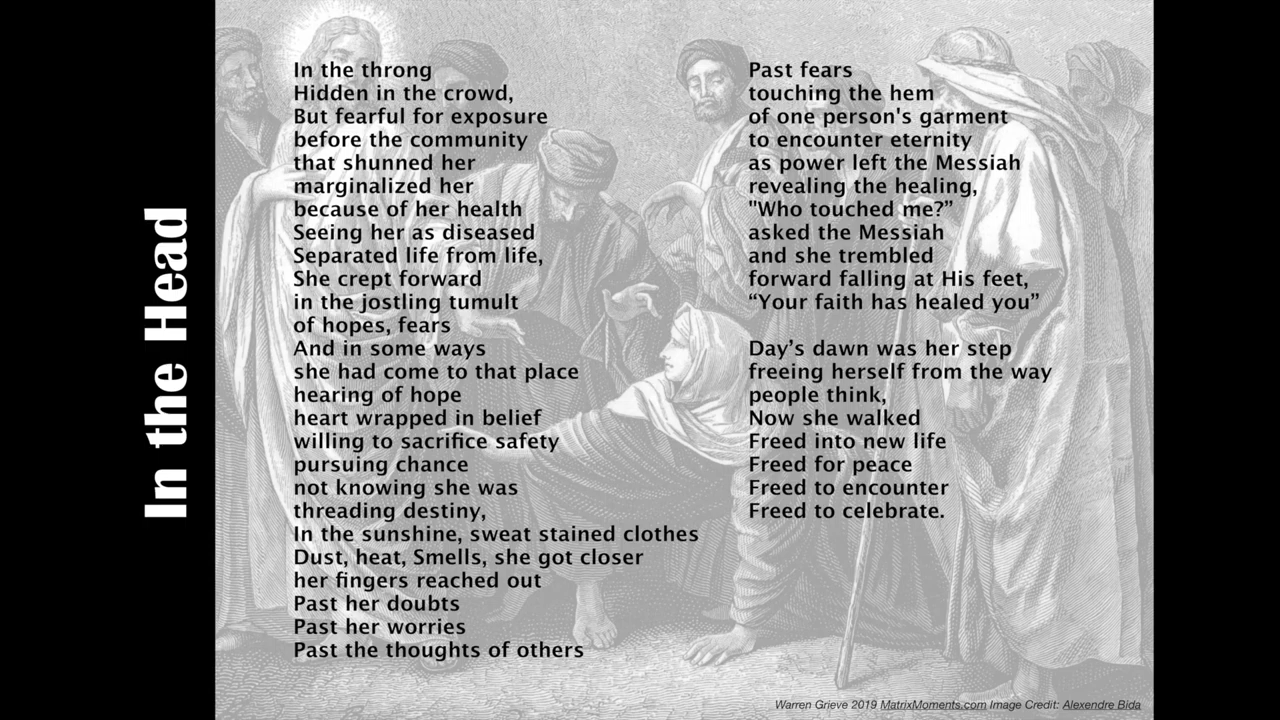 In the Head
In the throng
Hidden in the crowd,
But fearful for exposure
before the community
that shunned her
marginalized her
because of her health
Seeing her as diseased
Separated life from life,
She crept forward
in the jostling tumult
of hopes, fears
And in some ways
she had come to that place
hearing of hope
heart wrapped in belief
willing to sacrifice safety
pursuing chance
not knowing she was
threading destiny,
In the sunshine, sweat stained clothes
Dust, heat, Smells, she got closer
her fingers reached out
Past her doubts
Past her worries
Past the thoughts of others
Past fears
touching the hem
of one person's garment
to encounter eternity
as power left the Messiah
revealing the healing,
"Who touched me?”
asked the Messiah
and she trembled
forward falling at His feet,
“Your faith has healed you”
Day’s dawn was her step
freeing herself from the way
people think,
Now she walked
Freed into new life
Freed for peace
Freed to encounter
Freed to celebrate.
Warren Grieve 2019 MatrixMoments.com Image Credit: Alexendre Bida